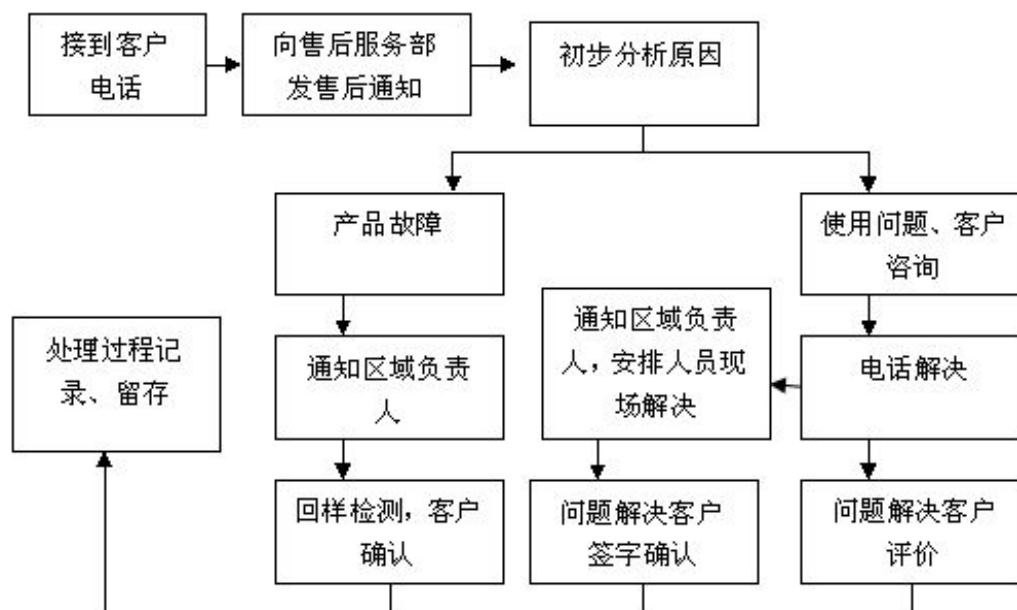 接到客户
电话
向售后服务部
发售后通知
初步分析原因
产品故障
使用问题、客户
咨询
处理过程记
录、留存
通知区域负责
人
通知区域负责
人，安排人员现
场解决
电话解决
回样检测，客户
确认
问题解决客户
签字确认
问题解决客户
评价